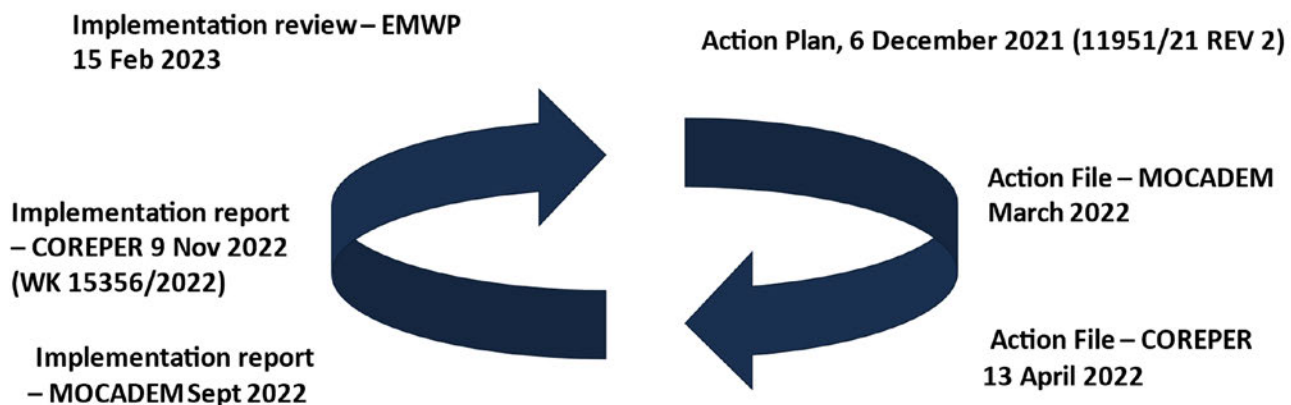 Implementation review – EMWP
15 Feb 2023
Action Plan, 6 December 2021 (11951/21 REV 2)
Action File – MOCADEM
March 2022
Action File – COREPER
13 April 2022
Implementation report
– MOCADEM Sept 2022
Implementation report
– COREPER 9 Nov 2022
(WK 15356/2022)